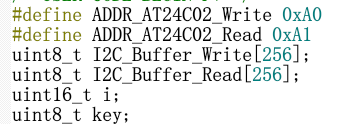 #define ADDR_AT24C02_Write 0xA0
#define ADDR_AT24C02_Read 0xA1
uint8_t I2C_Buffer_Write[256];
uint8_t I2C_Buffer_Read[256];
uint16_t i;
uint8_t key;